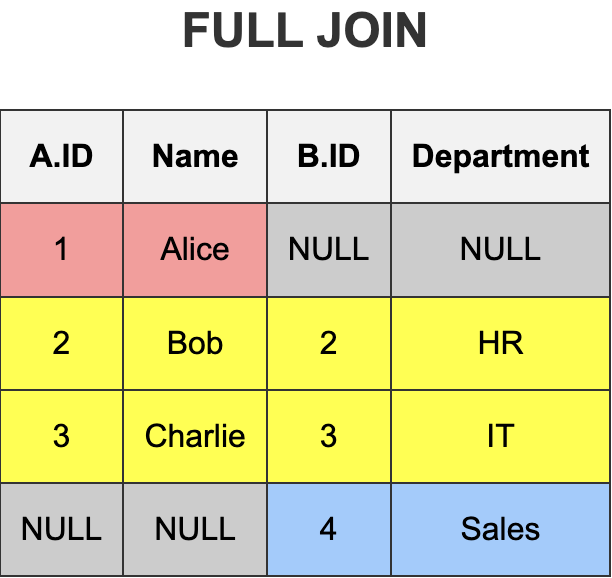 FULL JOIN
A.ID Name B.ID Department
1 Alice NULL NULL
2 Bob 2 HR
3 Charlie 3 IT
NULL NULL 4 Sales